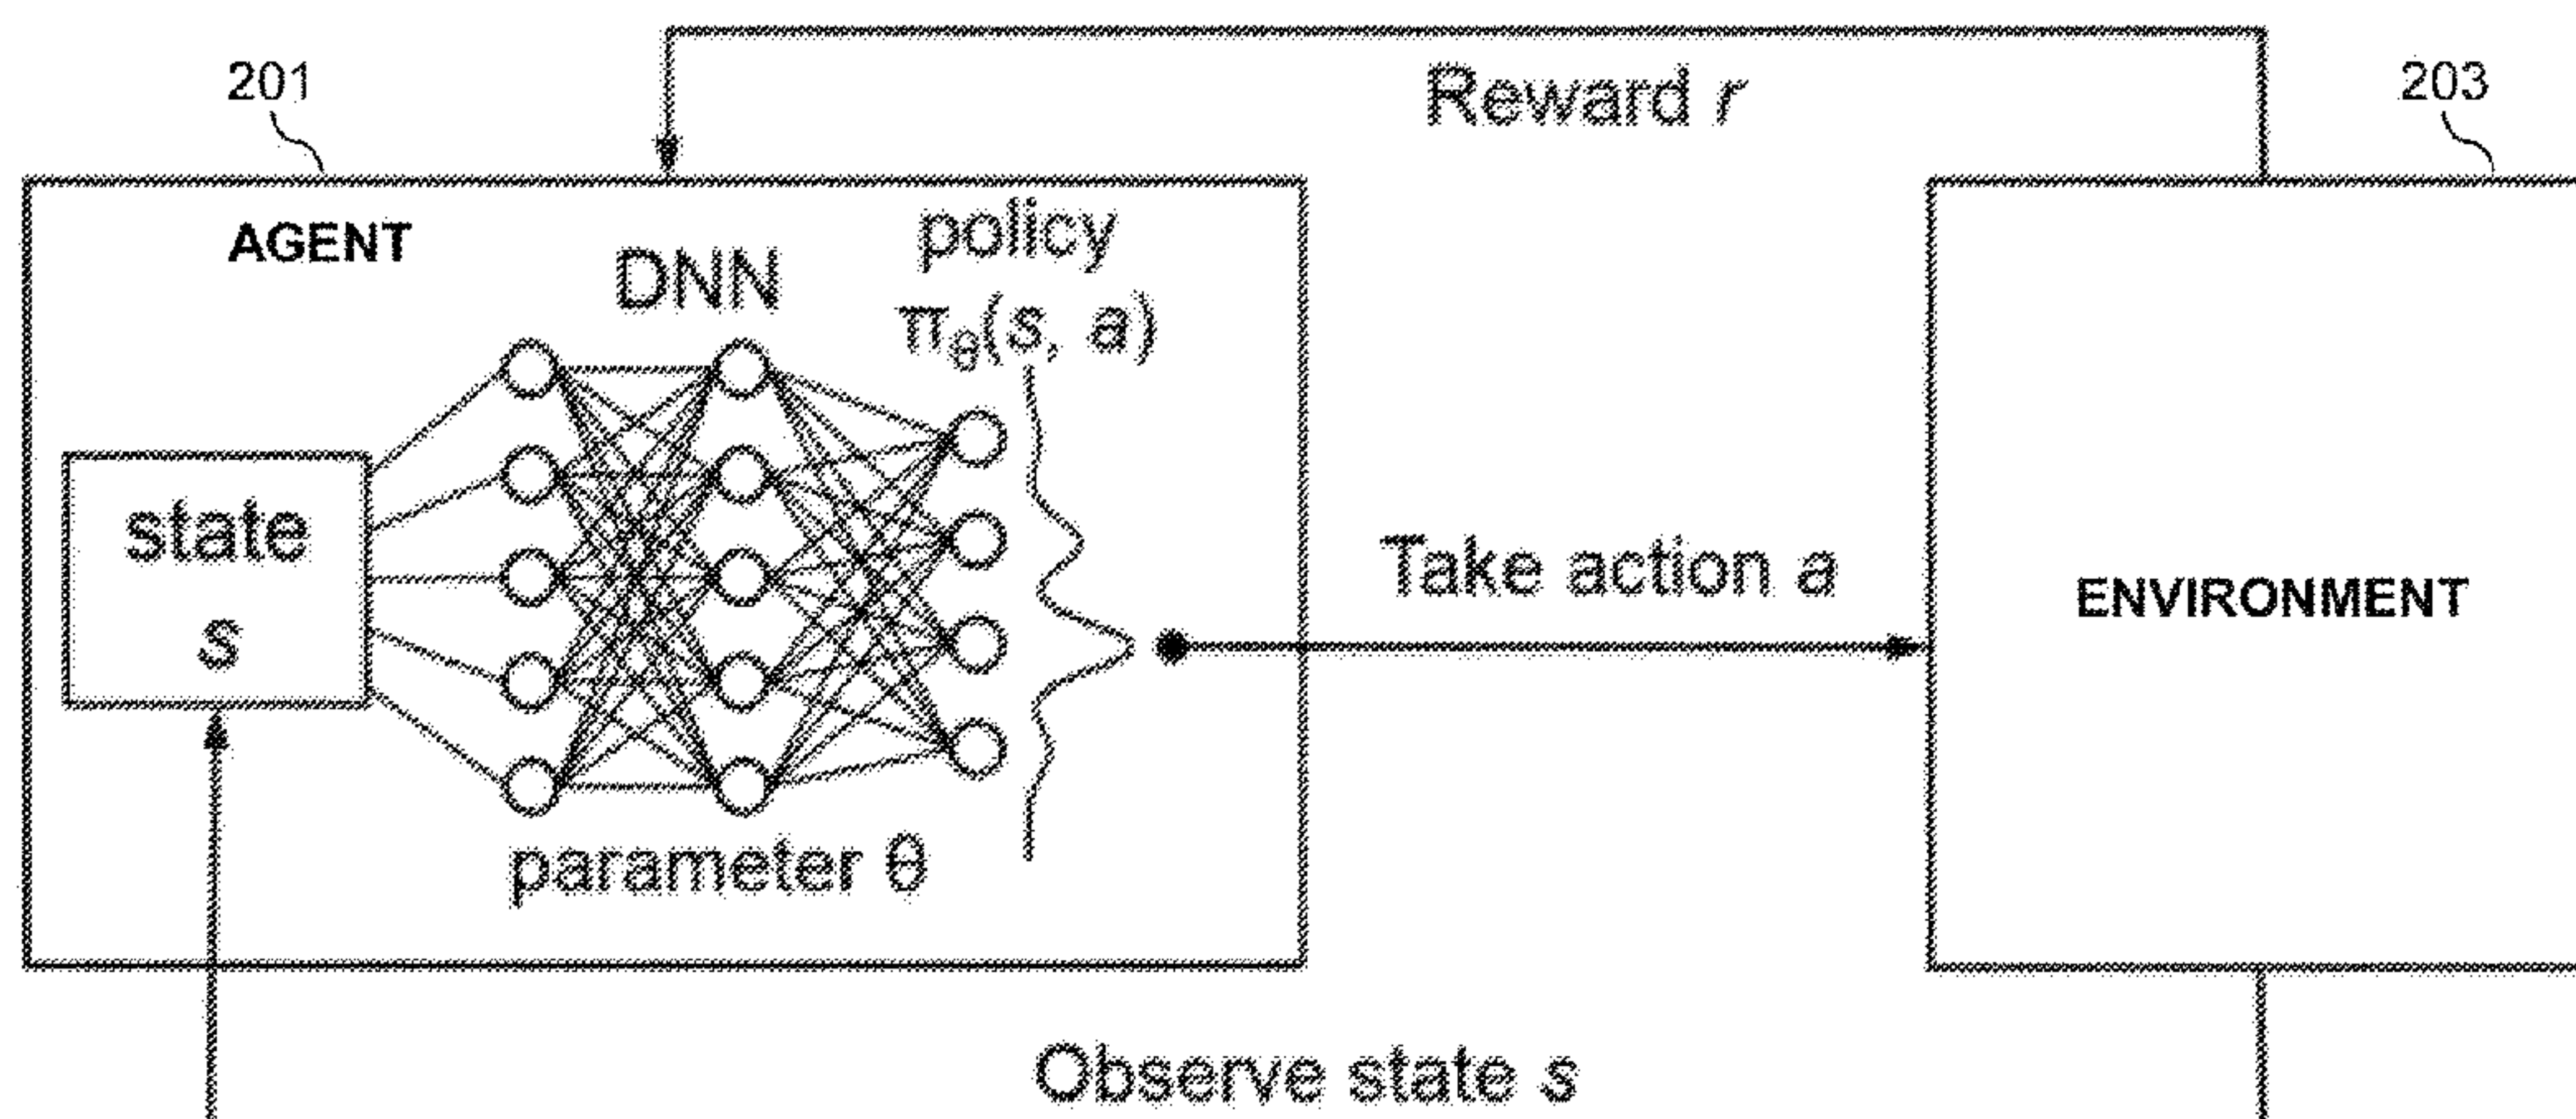 201
Reward r
203
AGENT
DNN
policy
πθ(s, a)
state
s
Take action a
ENVIRONMENT
parameter θ
Observe state s